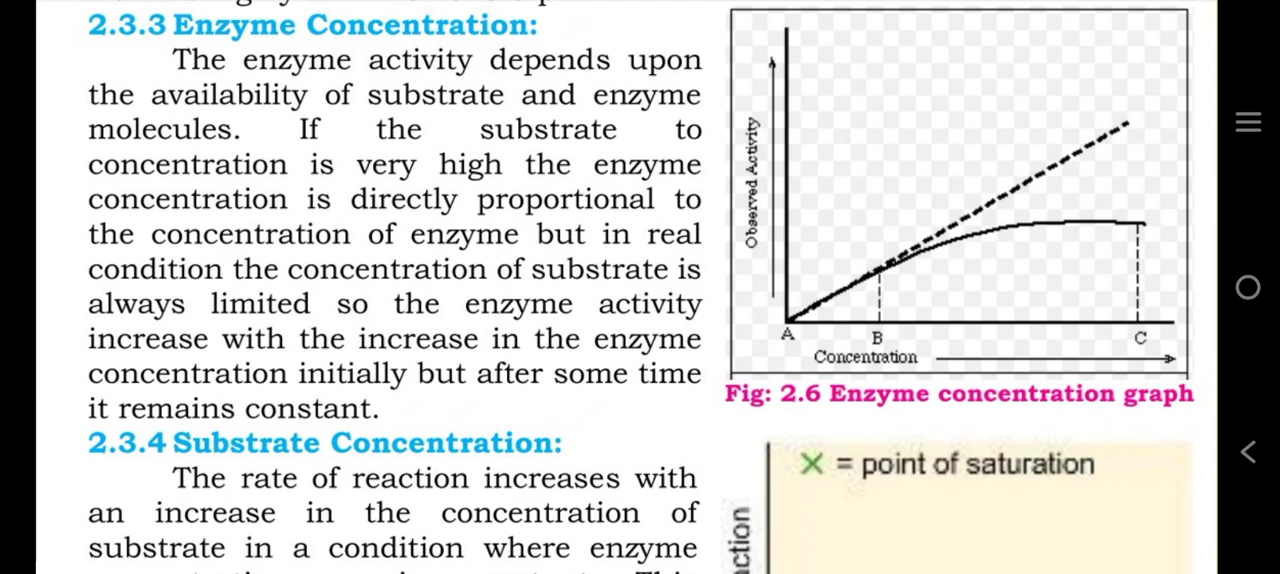 2.3.3 Enzyme Concentration:
The enzyme activity depends upon
the availability of substrate and enzyme
molecules. If the substrate to
concentration is very high the enzyme
concentration is directly proportional to
the concentration of enzyme but in real
condition the concentration of substrate is
always limited so the enzyme activity
increase with the increase in the enzyme
concentration initially but after some time
it remains constant.
Observed Activity
A
B
C
Concentration
Fig: 2.6 Enzyme concentration graph
2.3.4 Substrate Concentration:
The rate of reaction increases with
an increase in the concentration of
substrate in a condition where enzyme
X = point of saturation